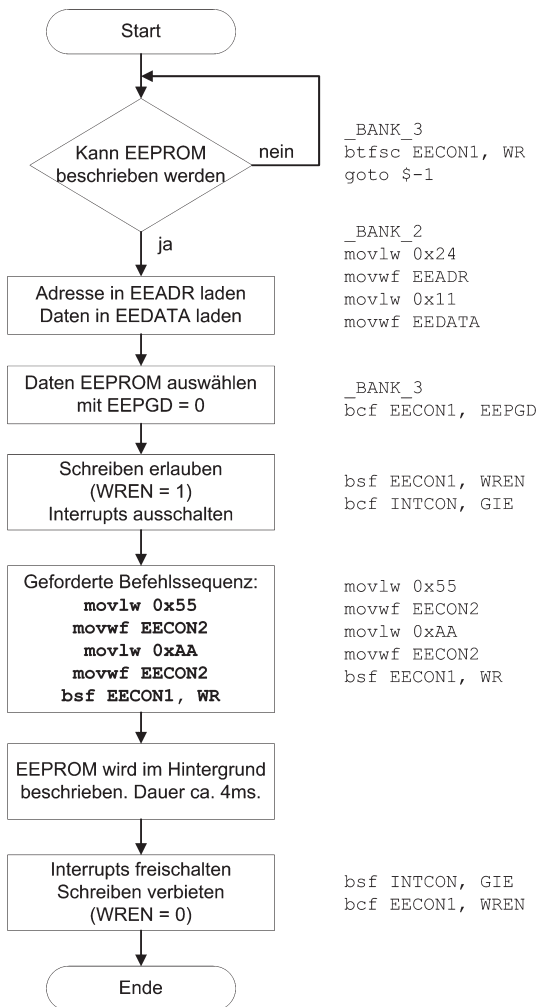 Start
Kann EEPROM
beschrieben werden
nein
_BANK_3
btfsc EECON1, WR
goto $-1
ja
Adresse in EEADR laden
Daten in EEDATA laden
_BANK_2
movlw 0x24
movwf EEADR
movlw 0x11
movwf EEDATA
Daten EEPROM auswählen
mit EEPGD = 0
_BANK_3
bcf EECON1, EEPGD
Schreiben erlauben
(WREN = 1)
Interrupts ausschalten
bsf EECON1, WREN
bcf INTCON, GIE
Geforderte Befehlssequenz:
movlw 0x55
movwf EECON2
movlw 0xAA
movwf EECON2
bsf EECON1, WR
movlw 0x55
movwf EECON2
movlw 0xAA
movwf EECON2
bsf EECON1, WR
EEPROM wird im Hintergrund
beschrieben. Dauer ca. 4ms.
Interrupts freischalten
Schreiben verbieten
(WREN = 0)
bsf INTCON, GIE
bcf EECON1, WREN
Ende